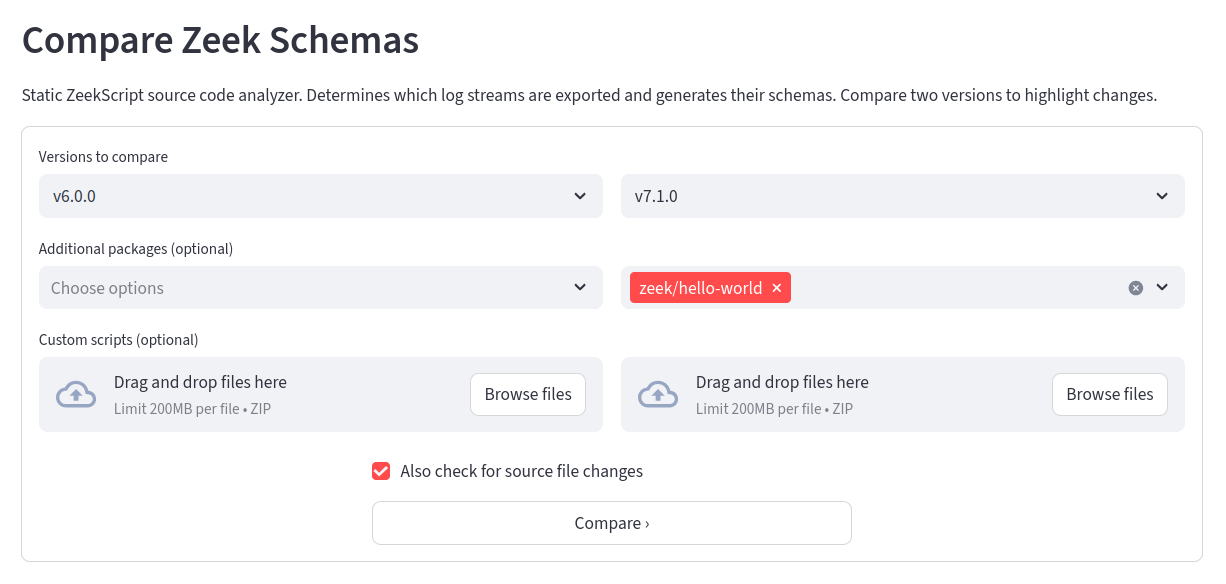 Compare Zeek Schemas
Static ZeekScript source code analyzer. Determines which log streams are exported and generates their schemas. Compare two versions to highlight changes.
Versions to compare
v6.0.0
v7.1.0
Additional packages (optional)
Choose options
zeek/hello-world ×
Custom scripts (optional)
Drag and drop files here
Limit 200MB per file • ZIP
Browse files
Drag and drop files here
Limit 200MB per file • ZIP
Browse files
Also check for source file changes
Compare ›